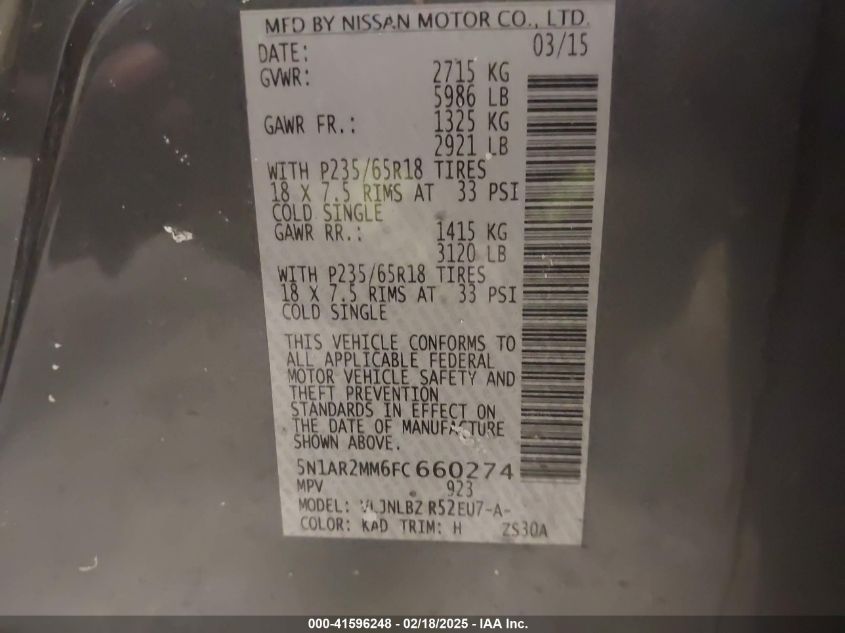 MFD BY NISSAN MOTOR CO., LTD.
DATE: 03/15
GVWR: 2715 KG
5986 LB
GAWR FR.: 1325 KG
2921 LB
WITH P235/65R18 TIRES
18 X 7.5 RIMS AT 33 PSI
COLD SINGLE
GAWR RR.: 1415 KG
3120 LB
WITH P235/65R18 TIRES
18 X 7.5 RIMS AT 33 PSI
COLD SINGLE
THIS VEHICLE CONFORMS TO
ALL APPLICABLE FEDERAL
MOTOR VEHICLE SAFETY AND
THEFT PREVENTION
STANDARDS IN EFFECT ON
THE DATE OF MANUFACTURE
SHOWN ABOVE.
5N1AR2MM6FC660274
MPV 923
MODEL: R52EU7-A-
COLOR: KAD TRIM: H ZS30A
000-41596248 - 02/18/2025 - IAA Inc.